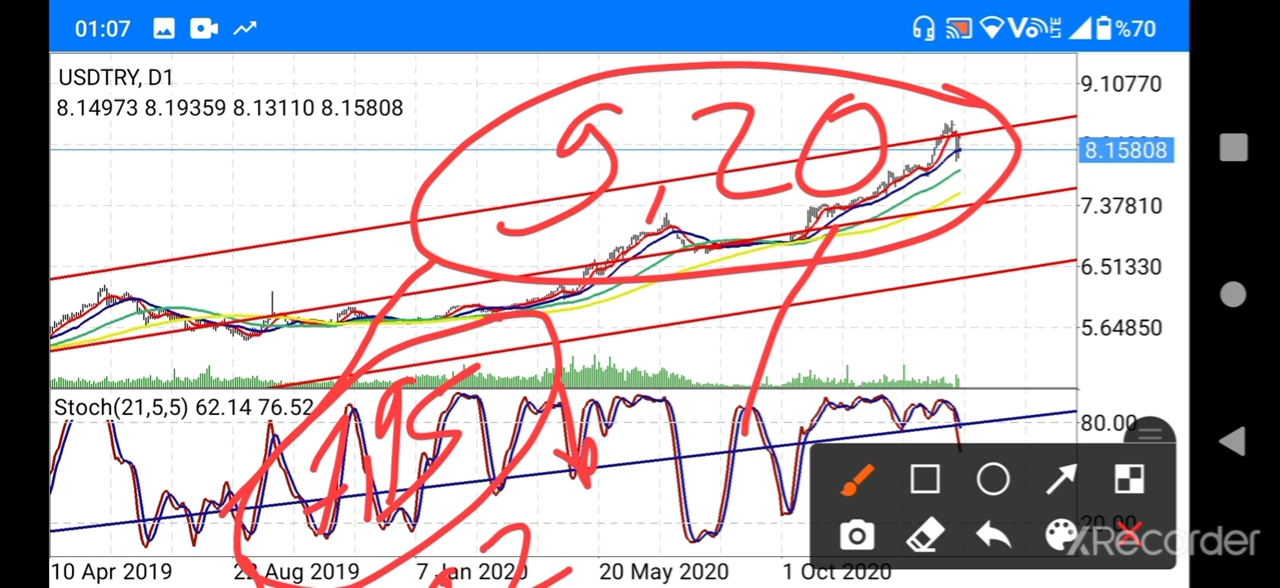 01:07 LTE %70
USDTRY, D1
8.14973 8.19359 8.13110 8.15808
9.10770
8.15808
7.37810
6.51330
5.64850
9,20
Stoch(21,5,5) 62.14 76.52
80.00
20.00
10 Apr 2019 22 Aug 2019 7 Jan 2020 20 May 2020 1 Oct 2020
XRecorder